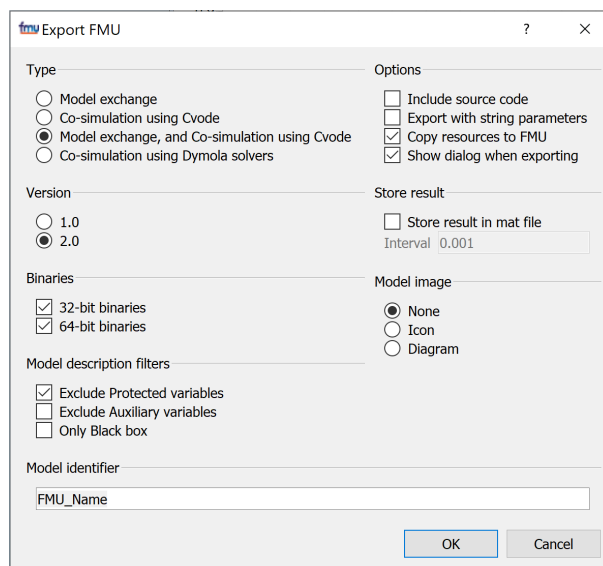 fmu Export FMU ?
Type
Model exchange
Co-simulation using Cvode
Model exchange, and Co-simulation using Cvode
Co-simulation using Dymola solvers
Version
1.0
2.0
Binaries
32-bit binaries
64-bit binaries
Model description filters
Exclude Protected variables
Exclude Auxiliary variables
Only Black box
Options
Include source code
Export with string parameters
Copy resources to FMU
Show dialog when exporting
Store result
Store result in mat file
Interval 0.001
Model image
None
Icon
Diagram
Model identifier
FMU_Name
OK Cancel